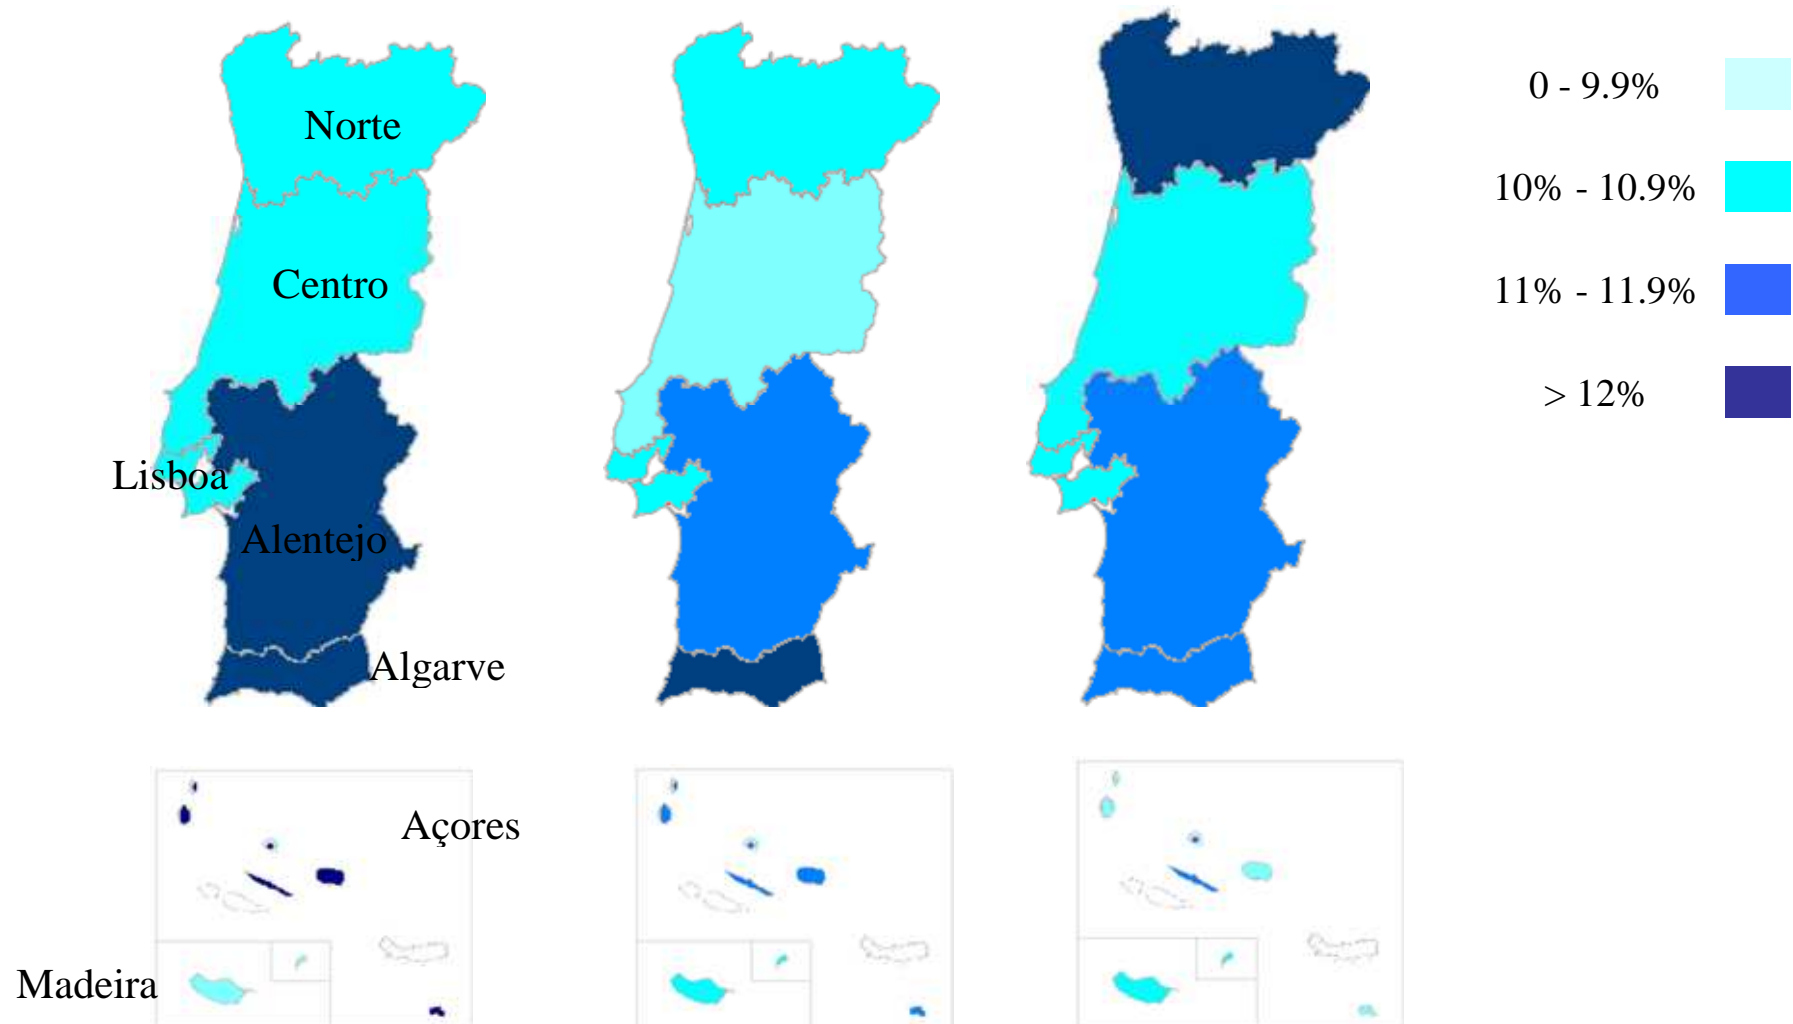 Norte
Centro
Lisboa
Alentejo
Algarve
Açores
Madeira
0 - 9.9%
10% - 10.9%
11% - 11.9%
> 12%